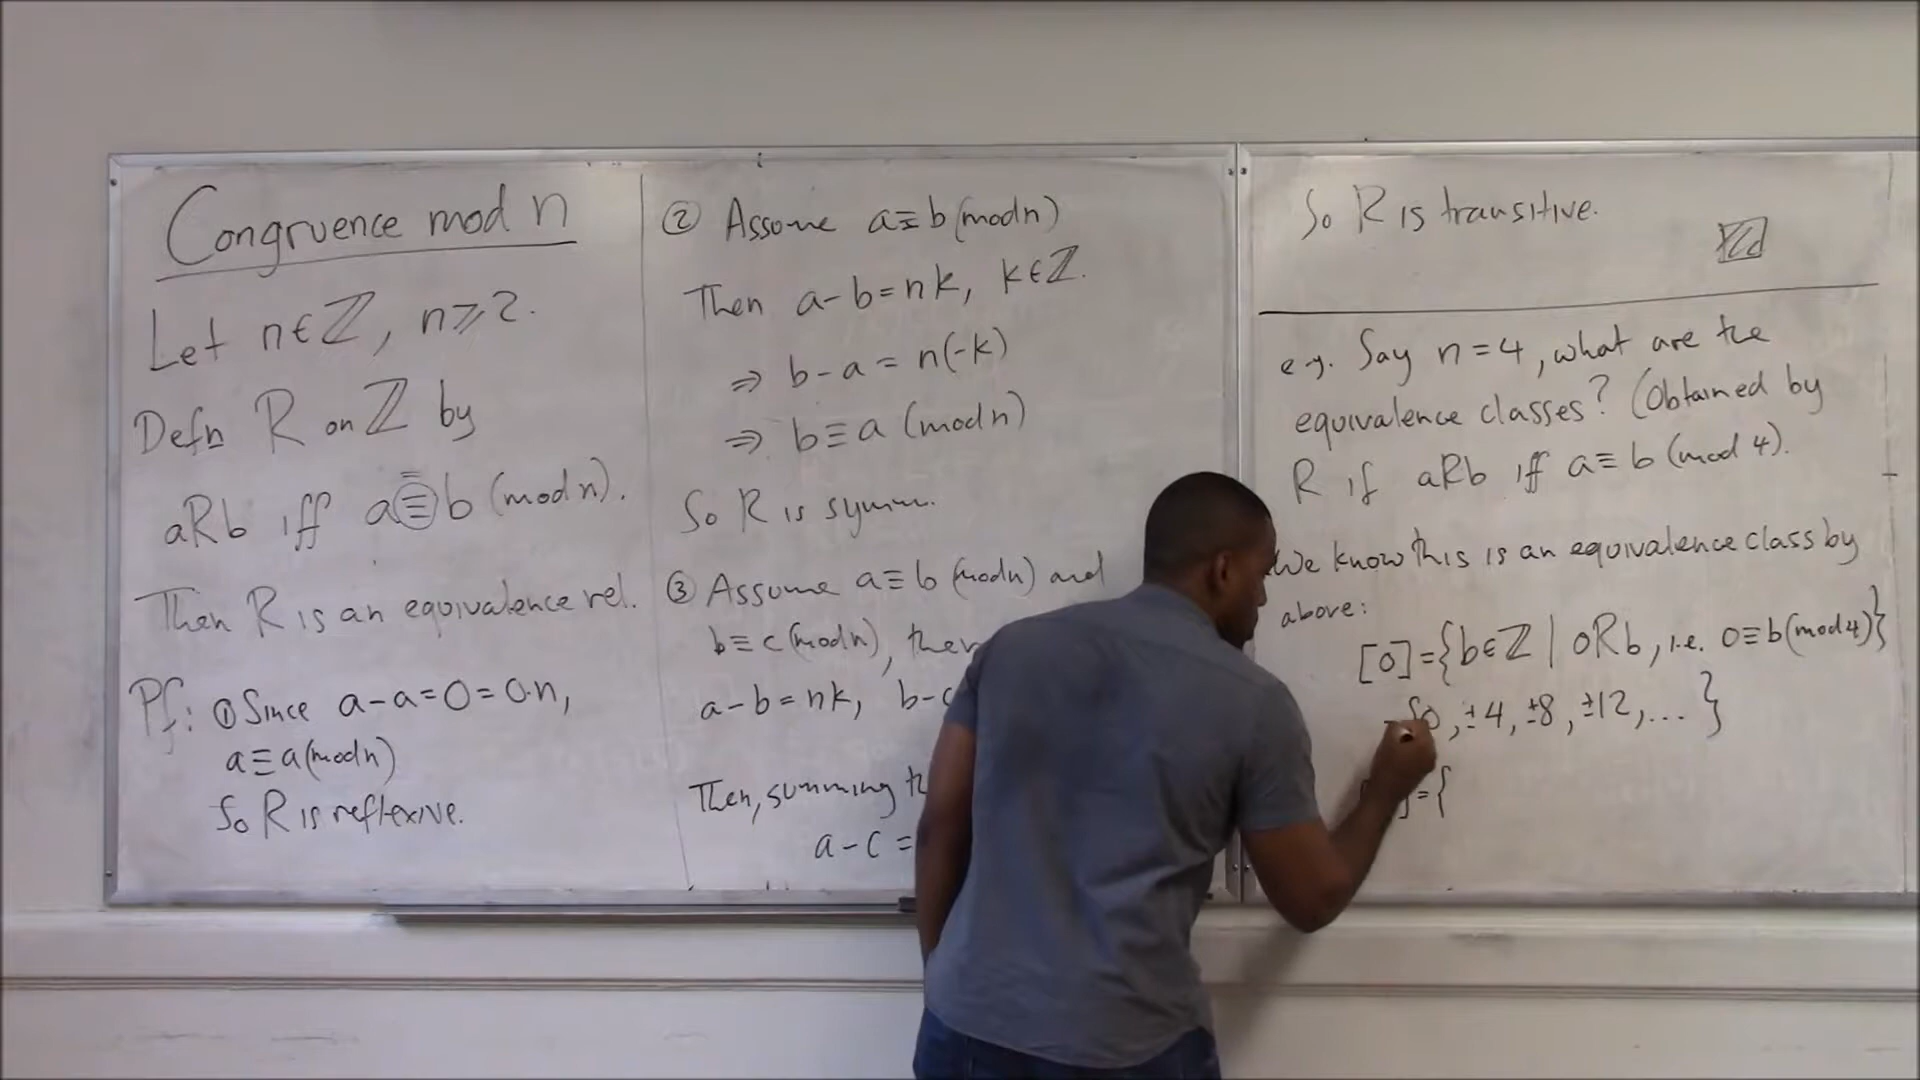 Congruence mod n
Let n∈ℤ, n≥2.
Defn R on ℤ by
aRb iff a≡b (mod n).
Then R is an equivalence rel.
Pf: ① Since a-a=0=0·n,
a≡a(mod n)
So R is reflexive.
② Assume a≡b (mod n)
Then a-b=nk, k∈ℤ.
⇒ b-a = n(-k)
⇒ b≡a (mod n)
So R is symm.
③ Assume a≡b (mod n) and
b≡c (mod n), then
a-b=nk, b-c
Then, summing th
a-c=
So R is transitive.
e.g. Say n=4, what are the
equivalence classes? (Obtained by
R if aRb iff a≡b (mod 4).
We know this is an equivalence class by
above:
[0]={b∈ℤ | 0Rb, i.e. 0≡b(mod 4)}
={0, ±4, ±8, ±12, ... }
]={